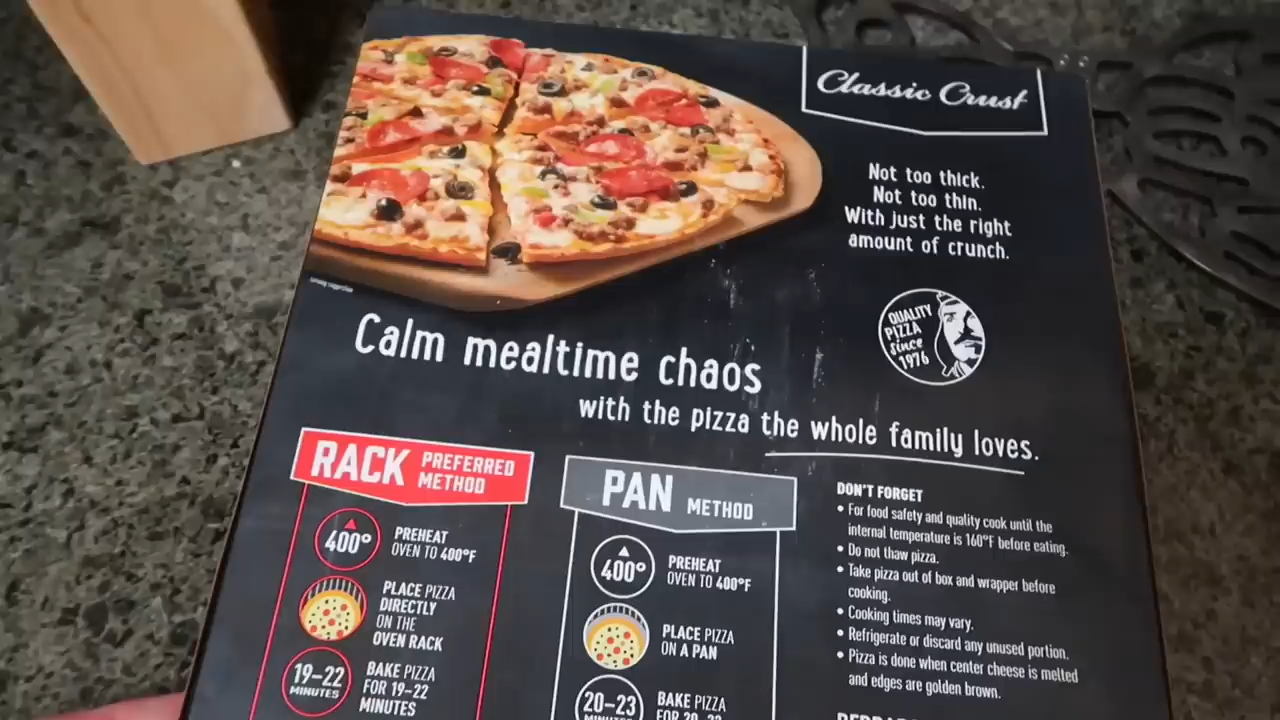 Classic Crust
Not too thick.
Not too thin.
With just the right
amount of crunch.
serving suggestion
QUALITY
PIZZA
since
1976
Calm mealtime chaos
with the pizza the whole family loves.
RACK PREFERRED
METHOD
400°
PREHEAT
OVEN TO 400°F
PLACE PIZZA
DIRECTLY
ON THE
OVEN RACK
19-22
MINUTES
BAKE PIZZA
FOR 19-22
MINUTES
PAN METHOD
400°
PREHEAT
OVEN TO 400°F
PLACE PIZZA
ON A PAN
20-23
MINUTES
BAKE PIZZA
FOR 20-23
DON'T FORGET
• For food safety and quality cook until the
internal temperature is 160°F before eating.
• Do not thaw pizza.
• Take pizza out of box and wrapper before
cooking.
• Cooking times may vary.
• Refrigerate or discard any unused portion.
• Pizza is done when center cheese is melted
and edges are golden brown.